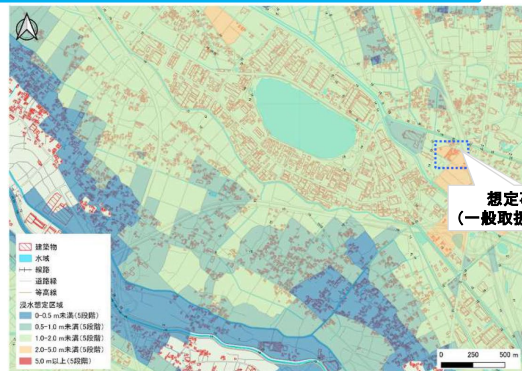 想定
(一般取扱
建築物
水域
線路
道路縁
等高線
浸水想定区域
0-0.5 m未満(5段階)
0.5-1.0 m未満(5段階)
1.0-2.0 m未満(5段階)
2.0-5.0 m未満(5段階)
5.0 m以上(5段階)
0 250 500 m